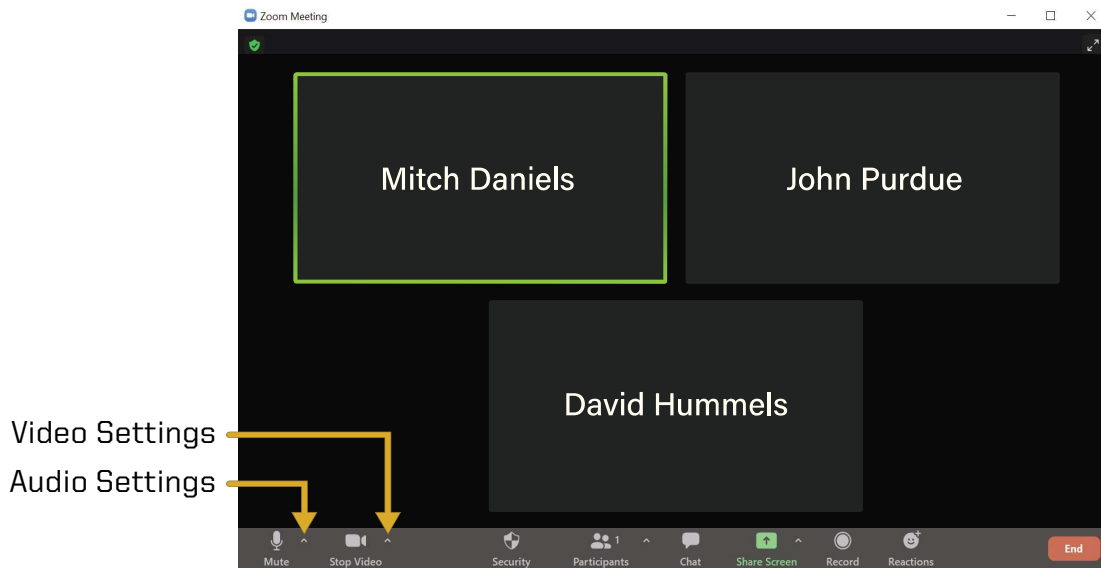 Zoom Meeting
Mitch Daniels
John Purdue
David Hummels
Video Settings
Audio Settings
1
Mute
Stop Video
Security
Participants
Chat
Share Screen
Record
Reactions
End